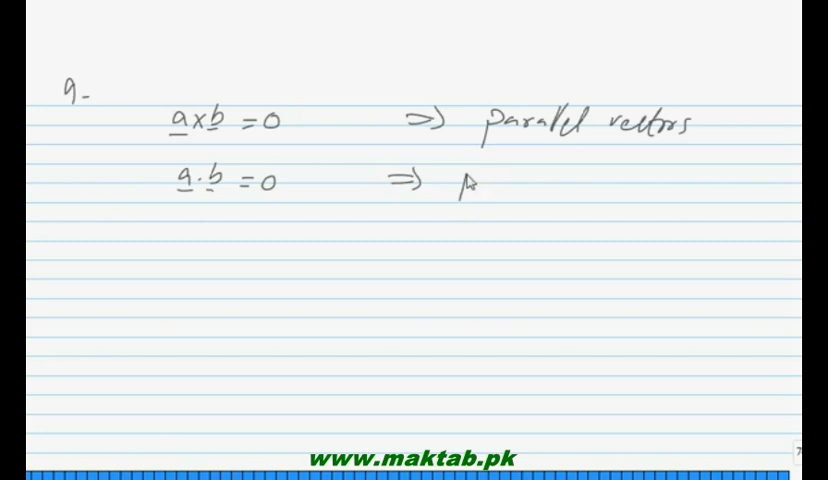 9-
a×b = 0 ⇒ parallel vectors
a.b = 0 ⇒ p
www.maktab.pk